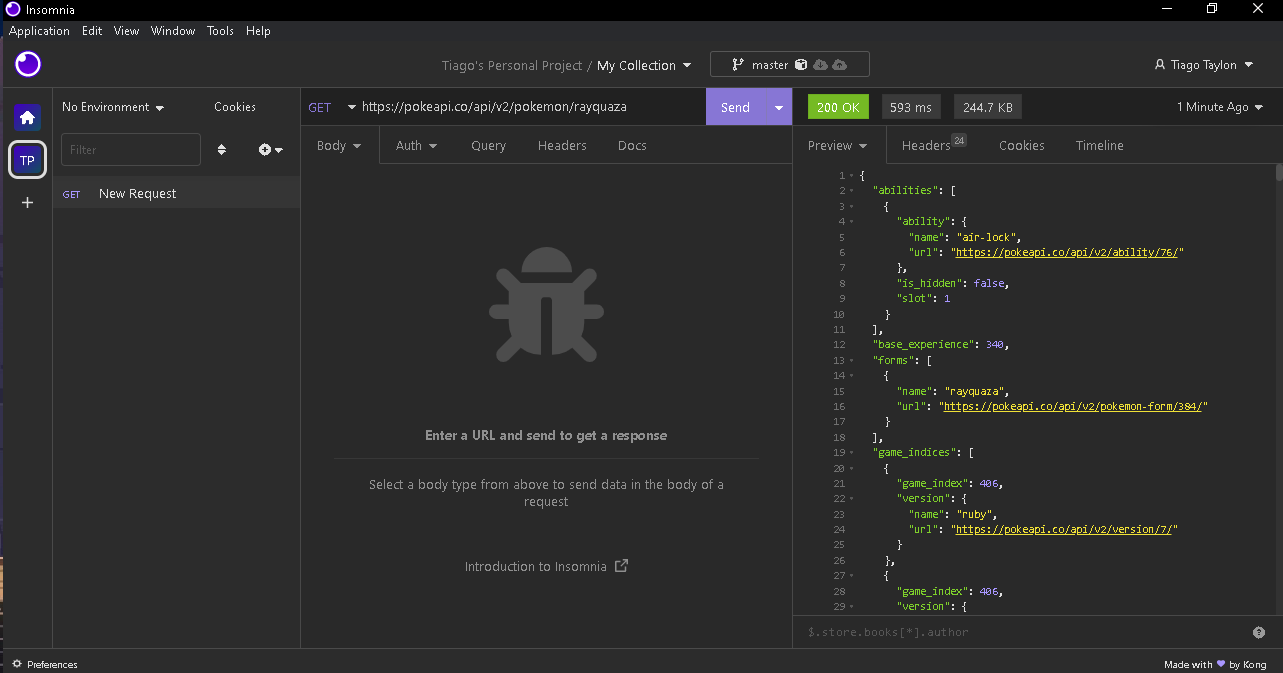 Insomnia
Application Edit View Window Tools Help
Tiago's Personal Project / My Collection
master
Tiago Taylon
No Environment
Cookies
Filter
TP
GET New Request
GET https://pokeapi.co/api/v2/pokemon/rayquaza
Send
Body Auth Query Headers Docs
Enter a URL and send to get a response
Select a body type from above to send data in the body of a
request
Introduction to Insomnia
200 OK 593 ms 244.7 KB 1 Minute Ago
Preview Headers 24 Cookies Timeline
1 {
2 "abilities": [
3 {
4 "ability": {
5 "name": "air-lock",
6 "url": "https://pokeapi.co/api/v2/ability/76/"
7 },
8 "is_hidden": false,
9 "slot": 1
10 }
11 ],
12 "base_experience": 340,
13 "forms": [
14 {
15 "name": "rayquaza",
16 "url": "https://pokeapi.co/api/v2/pokemon-form/384/"
17 }
18 ],
19 "game_indices": [
20 {
21 "game_index": 406,
22 "version": {
23 "name": "ruby",
24 "url": "https://pokeapi.co/api/v2/version/7/"
25 }
26 },
27 {
28 "game_index": 406,
29 "version": {
$.store.books[*].author
Preferences
Made with 💜 by Kong